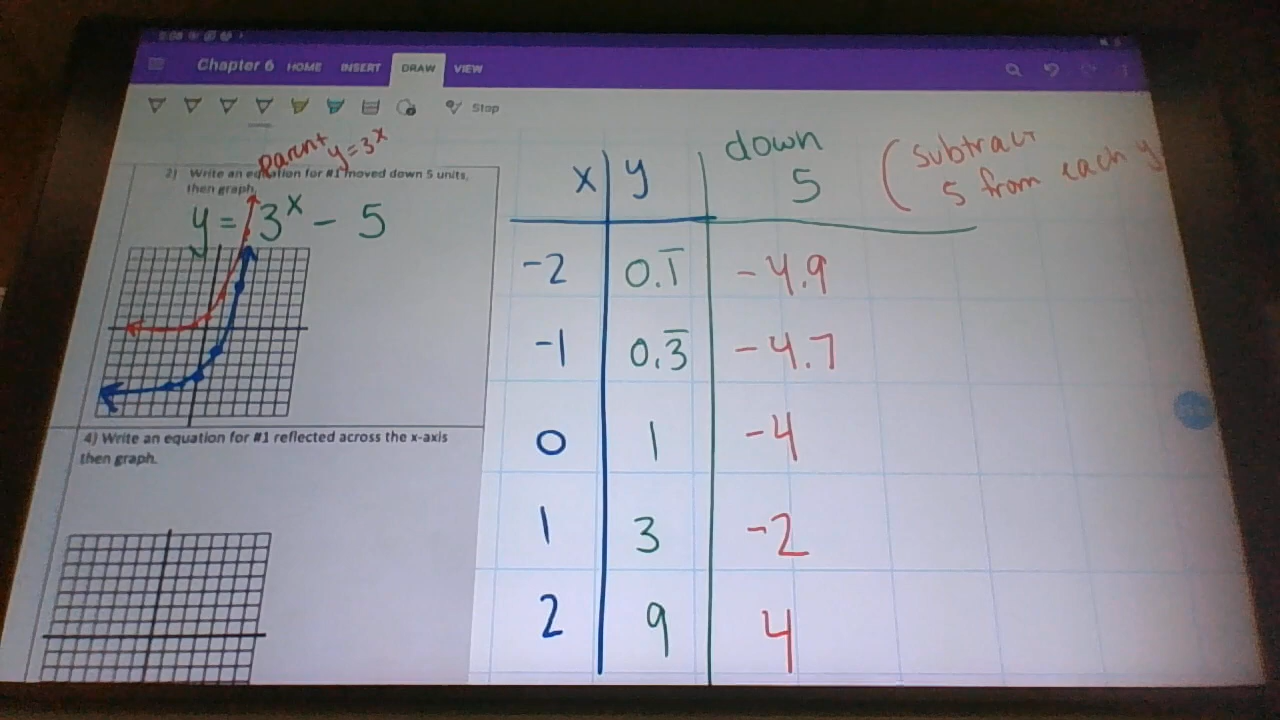 Chapter 6 HOME INSERT DRAW VIEW
Stop
parent y=3^x
2) Write an equation for #1 moved down 5 units,
then graph.
y = 3^x - 5
4) Write an equation for #1 reflected across the x-axis
then graph.
x y down 5 (subtract
5 from each y
-2 0.1̅ -4.9
-1 0.3̅ -4.7
0 1 -4
1 3 -2
2 9 4